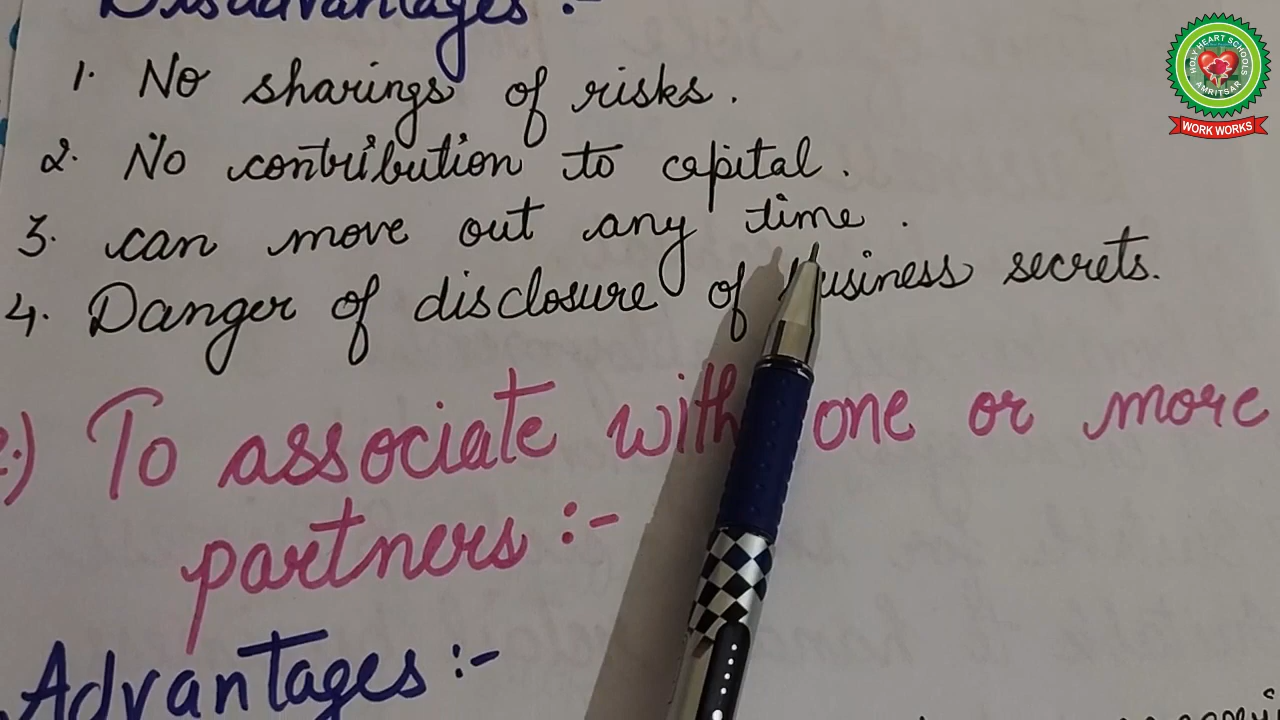 Disadvantages :-
1. No sharings of risks.
2. No contribution to capital.
3. can move out any time.
4. Danger of disclosure of business secrets.
2.) To associate with one or more
partners :-
Advantages :-
HOLY HEART SCHOOLS
AMRITSAR
WORK WORKS